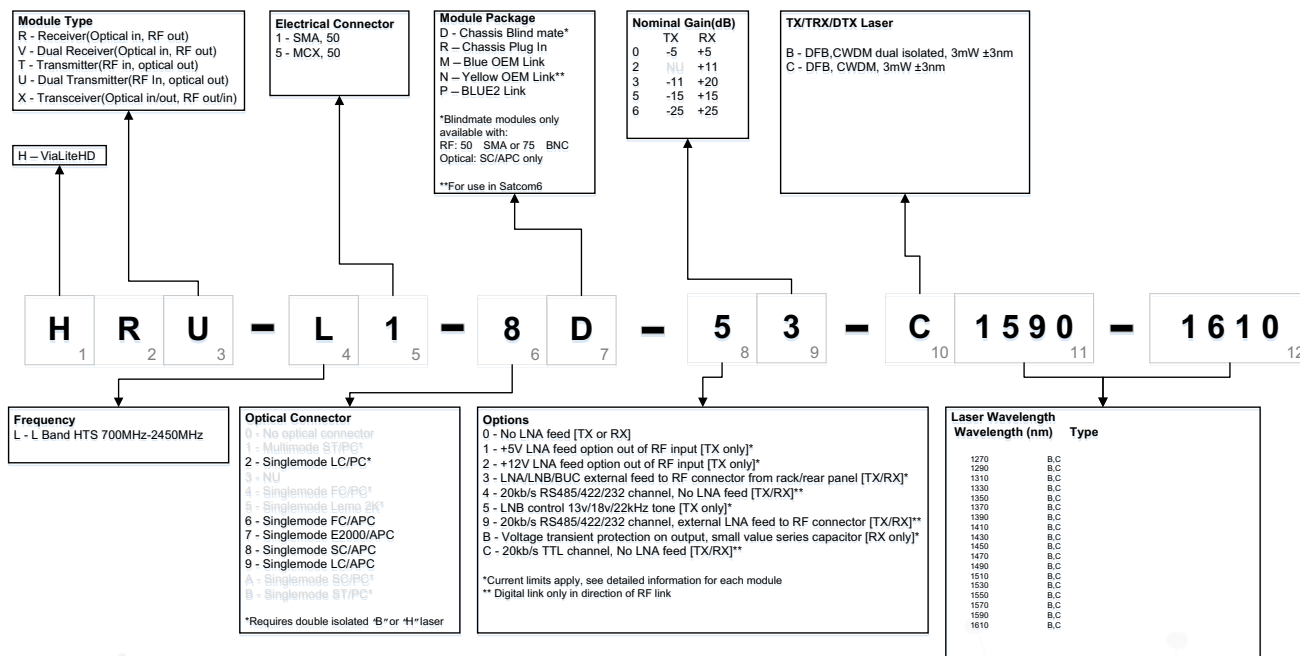 Module Type
R - Receiver(Optical in, RF out)
V - Dual Receiver(Optical in, RF out)
T - Transmitter(RF in, optical out)
U - Dual Transmitter(RF In, optical out)
X - Transceiver(Optical in/out, RF out/in)
Electrical Connector
1 - SMA, 50
5 - MCX, 50
Module Package
D - Chassis Blind mate*
R – Chassis Plug In
M – Blue OEM Link
N – Yellow OEM Link**
P – BLUE2 Link
*Blindmate modules only
available with:
RF: 50 SMA or 75 BNC
Optical: SC/APC only
**For use in Satcom6
Nominal Gain(dB)
TX RX
0 -5 +5
2 NU +11
3 -11 +20
5 -15 +15
6 -25 +25
TX/TRX/DTX Laser
B - DFB,CWDM dual isolated, 3mW ±3nm
C - DFB, CWDM, 3mW ±3nm
H – ViaLiteHD
H R U – L 1 – 8 D – 5 3 – C 1590 – 1610
1 2 3 4 5 6 7 8 9 10 11 12
Frequency
L - L Band HTS 700MHz-2450MHz
Optical Connector
0 - No optical connector
1 - Multimode ST/PC*
2 - Singlemode LC/PC*
3 - NU
4 - Singlemode FC/PC*
5 - Singlemode Lemo 2K*
6 - Singlemode FC/APC
7 - Singlemode E2000/APC
8 - Singlemode SC/APC
9 - Singlemode LC/APC
A - Singlemode SC/PC*
B - Singlemode ST/PC*
*Requires double isolated “B” or “H” laser
Options
0 - No LNA feed [TX or RX]
1 - +5V LNA feed option out of RF input [TX only]*
2 - +12V LNA feed option out of RF input [TX only]*
3 - LNA/LNB/BUC external feed to RF connector from rack/rear panel [TX/RX]*
4 - 20kb/s RS485/422/232 channel, No LNA feed [TX/RX]**
5 - LNB control 13v/18v/22kHz tone [TX only]*
9 - 20kb/s RS485/422/232 channel, external LNA feed to RF connector [TX/RX]**
B - Voltage transient protection on output, small value series capacitor [RX only]*
C - 20kb/s TTL channel, No LNA feed [TX/RX]**
*Current limits apply, see detailed information for each module
** Digital link only in direction of RF link
Laser Wavelength
Wavelength (nm) Type
1270 B,C
1290 B,C
1310 B,C
1330 B,C
1350 B,C
1370 B,C
1390 B,C
1410 B,C
1430 B,C
1450 B,C
1470 B,C
1490 B,C
1510 B,C
1530 B,C
1550 B,C
1570 B,C
1590 B,C
1610 B,C